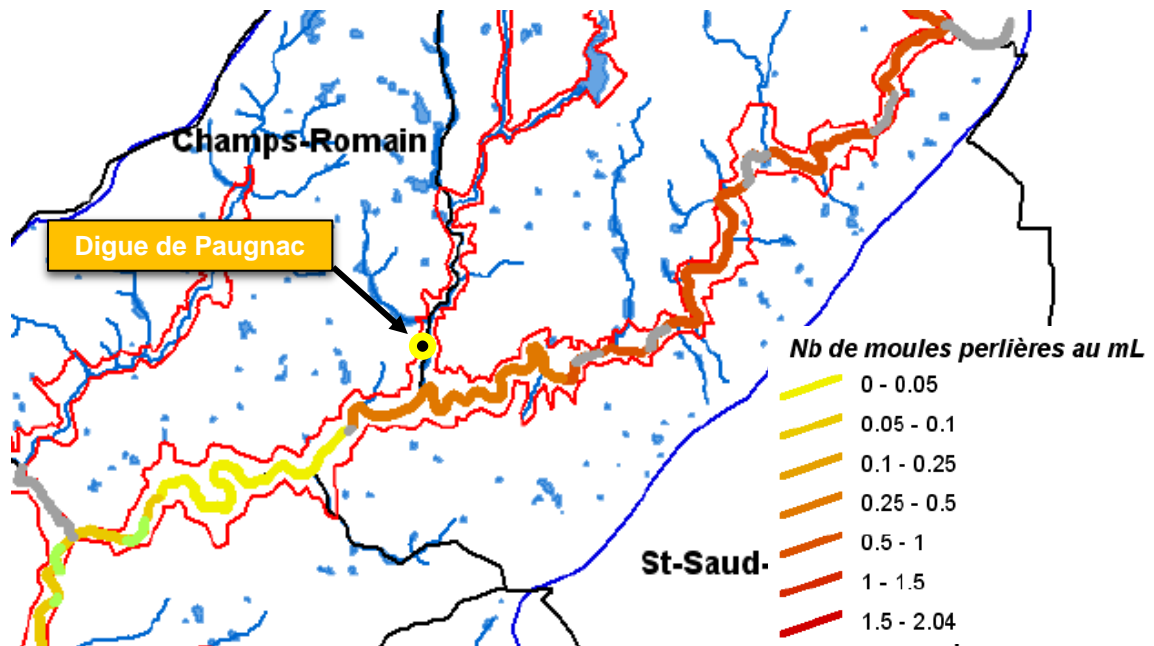 Champs-Romain
Digue de Paugnac
Nb de moules perlières au mL
0 - 0.05
0.05 - 0.1
0.1 - 0.25
0.25 - 0.5
St-Saud-
0.5 - 1
1 - 1.5
1.5 - 2.04